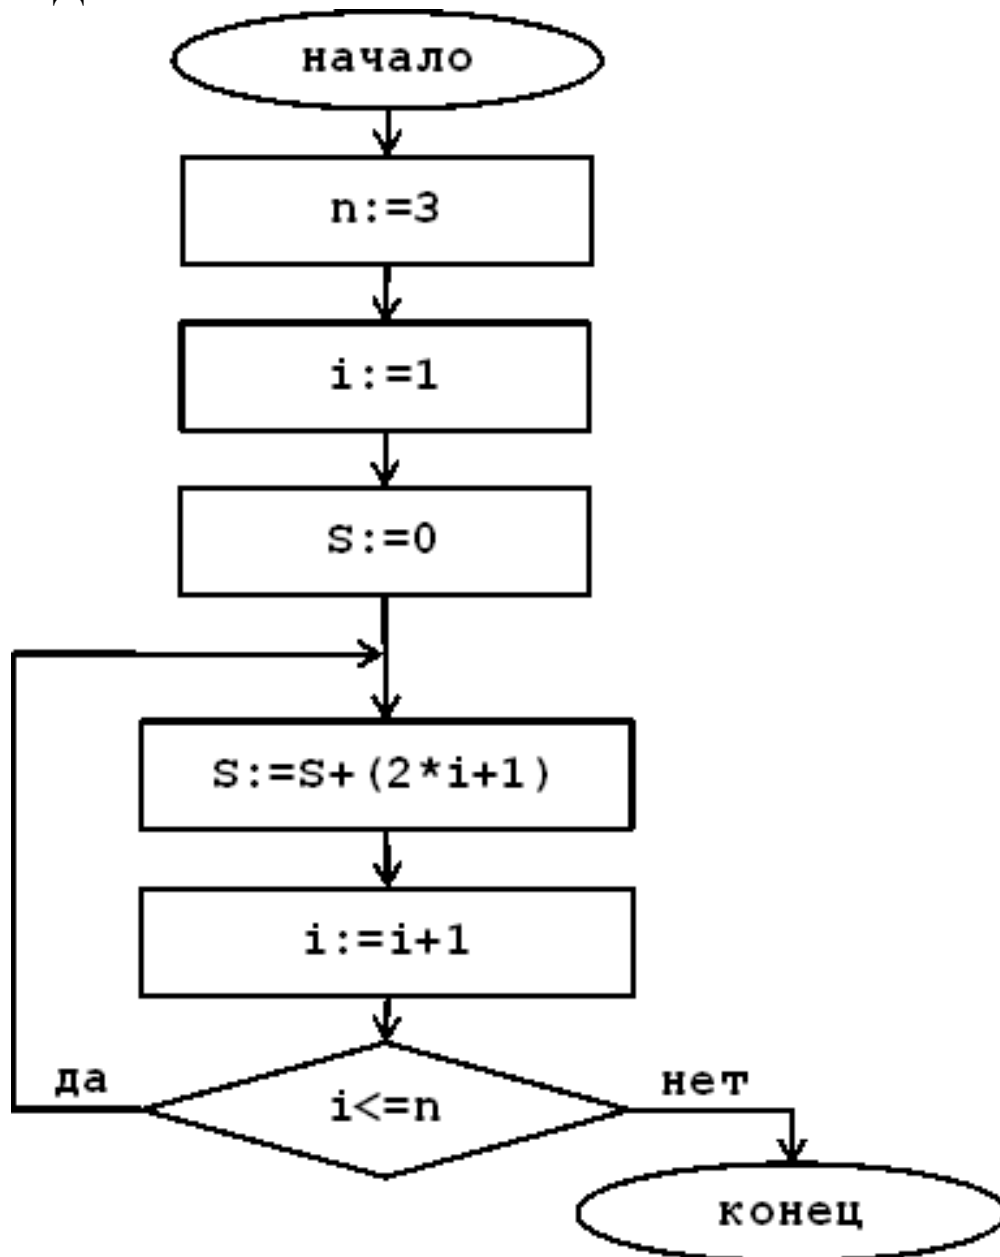 начало
n:=3
i:=1
S:=0
S:=S+(2*i+1)
i:=i+1
да
i<=n
нет
конец